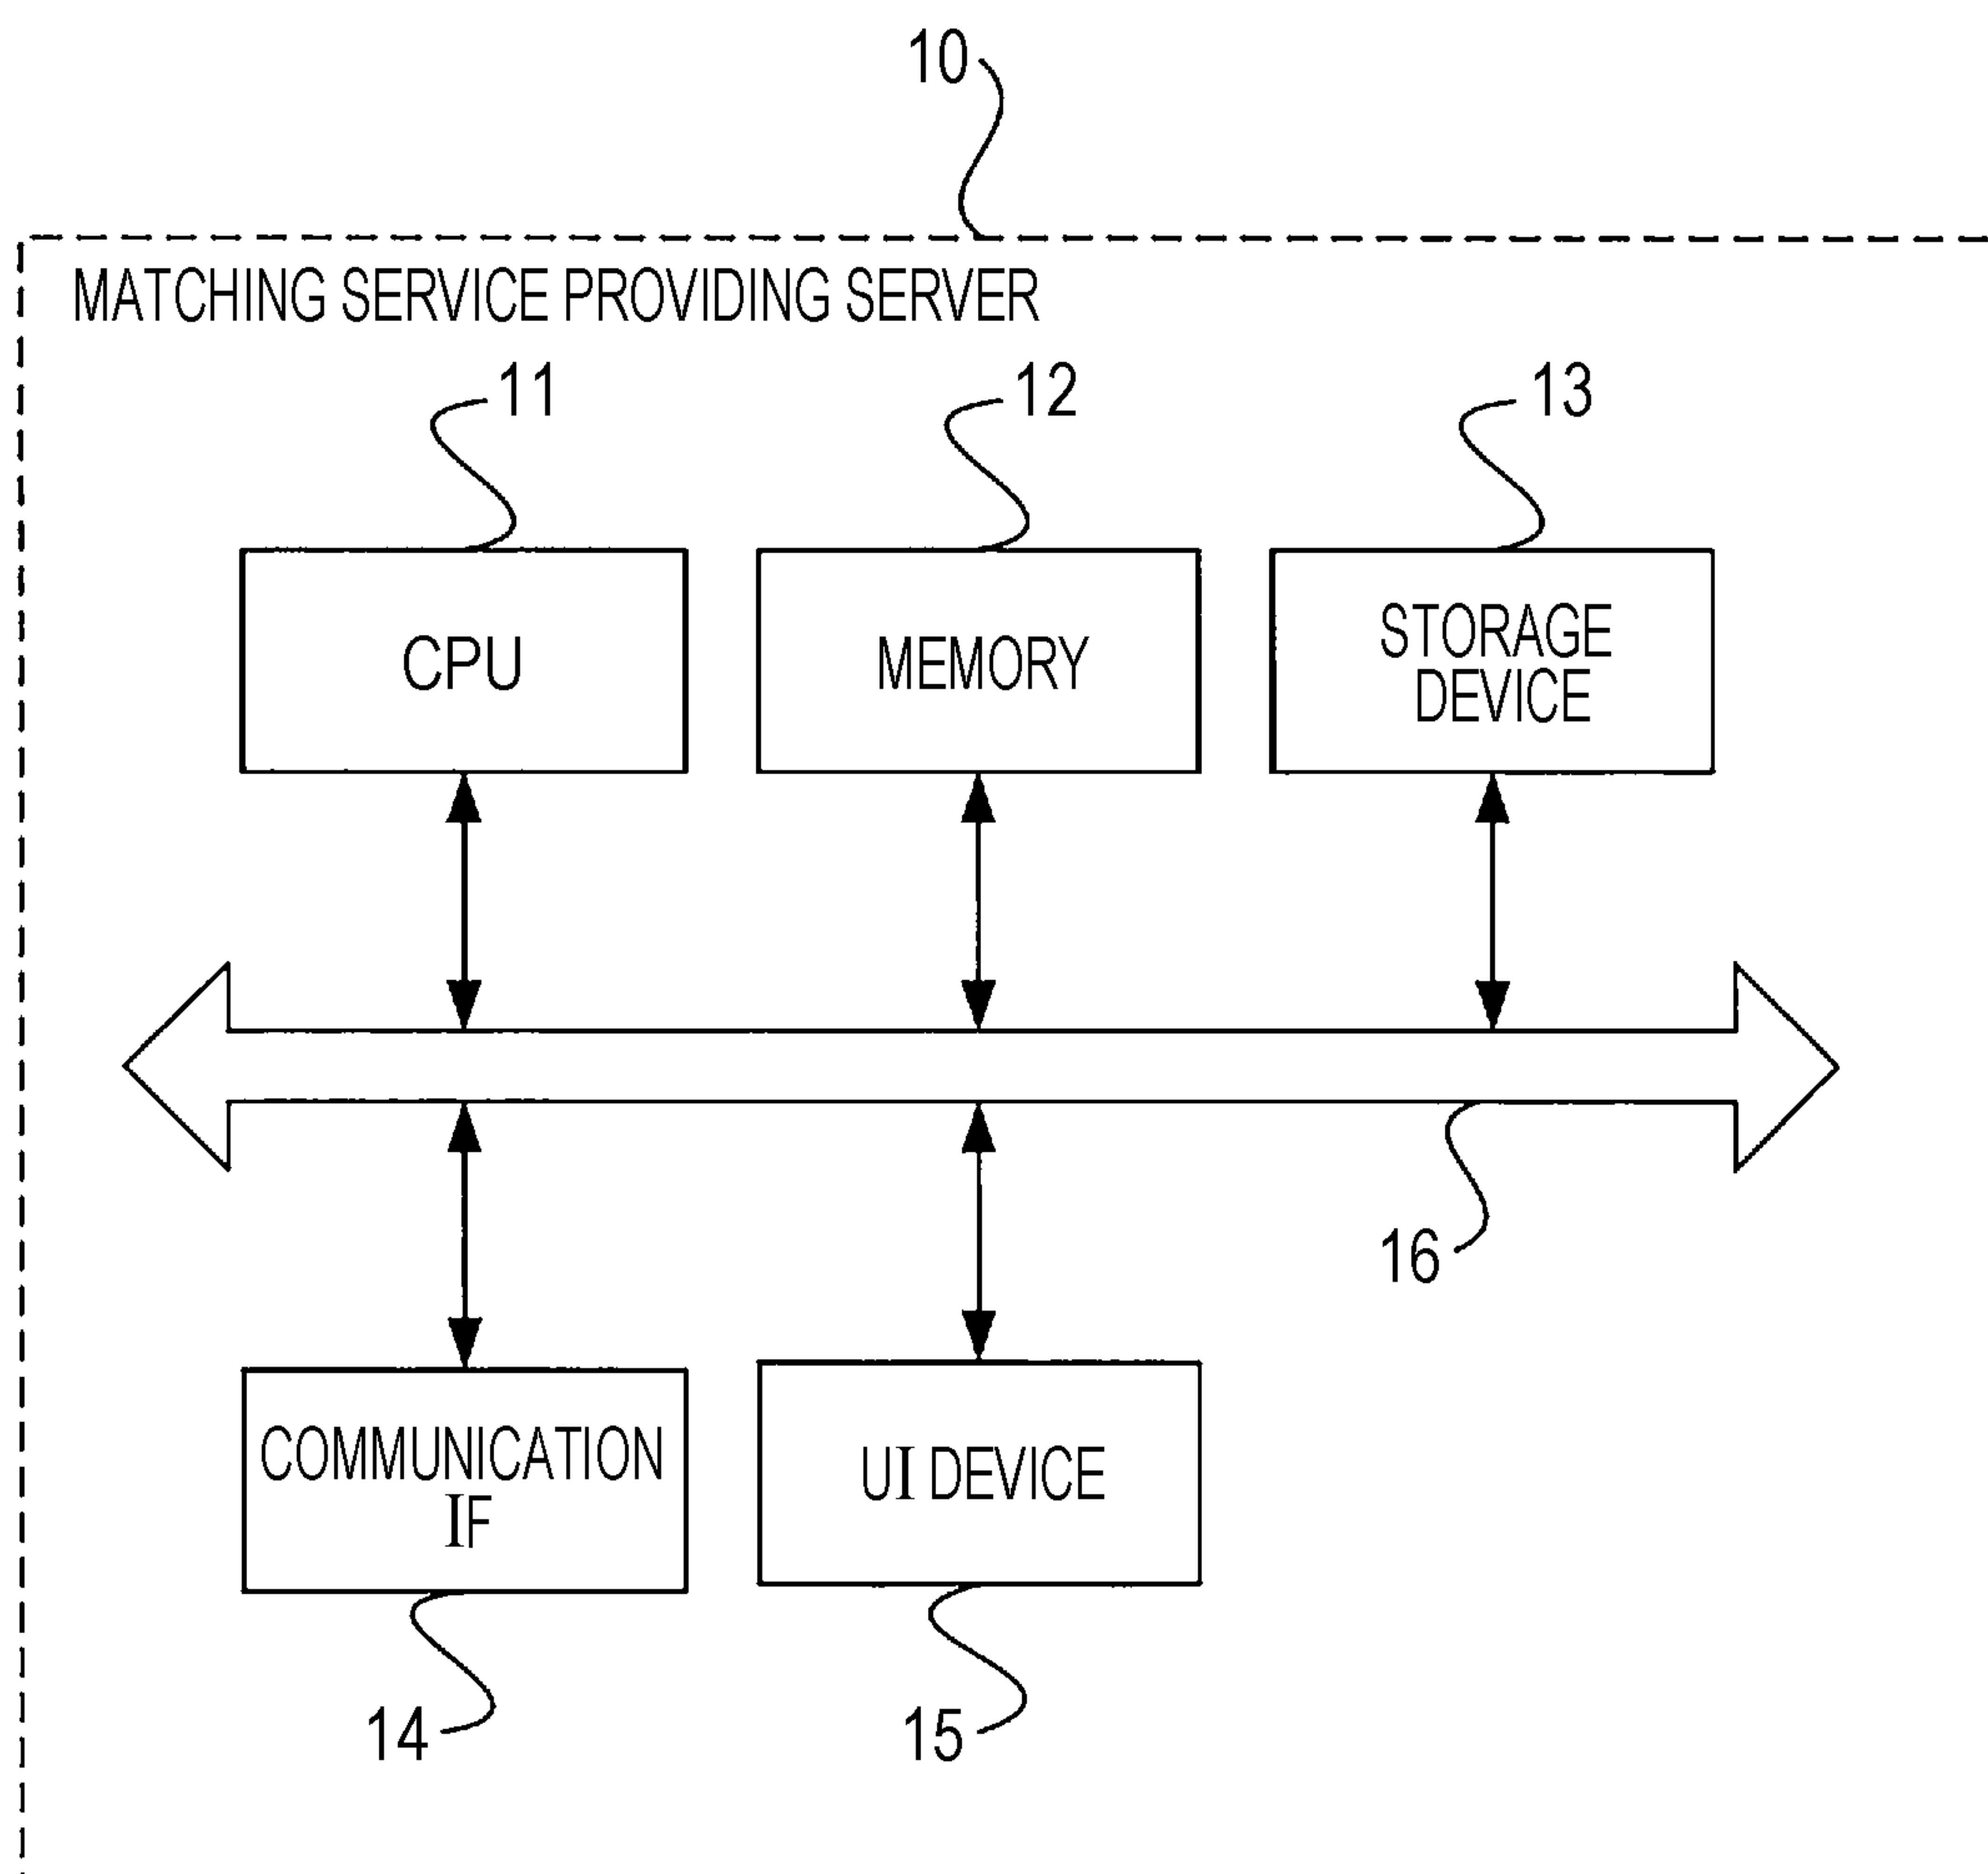 10
MATCHING SERVICE PROVIDING SERVER
11
12
13
CPU
MEMORY
STORAGE
DEVICE
16
COMMUNICATION
IF
UI DEVICE
14
15